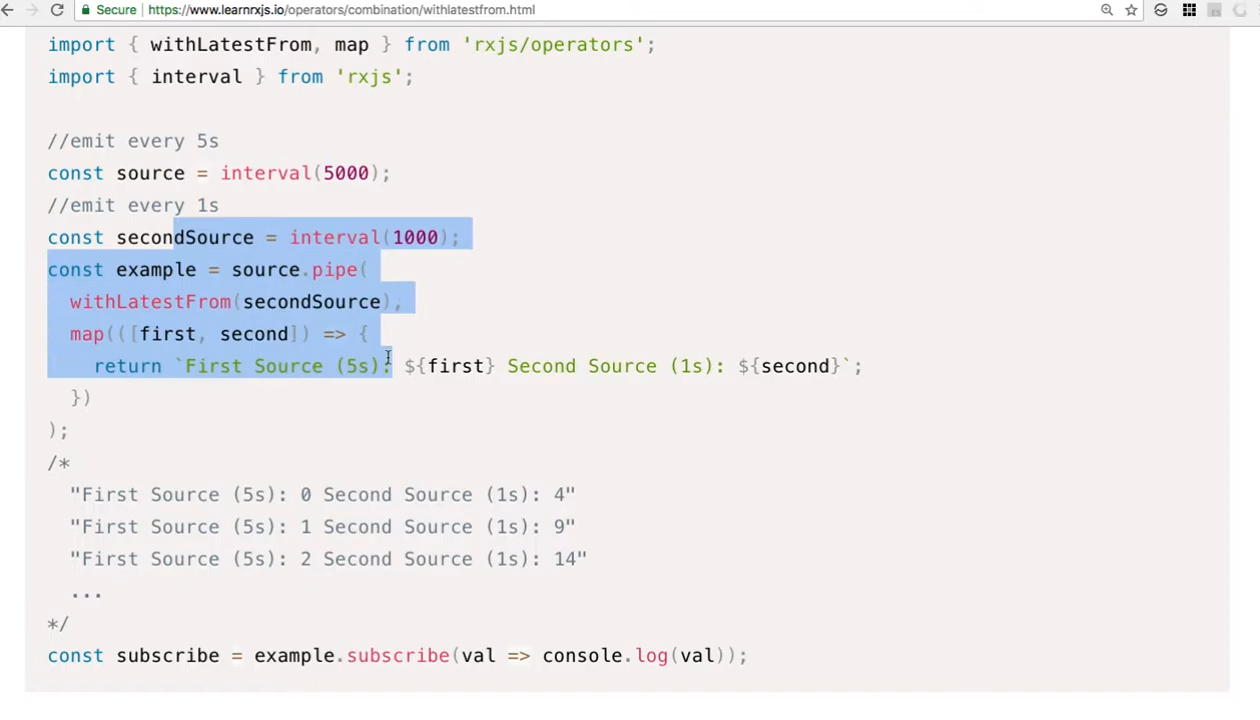 Secure https://www.learnrxjs.io/operators/combination/withlatestfrom.html
import { withLatestFrom, map } from 'rxjs/operators';
import { interval } from 'rxjs';
//emit every 5s
const source = interval(5000);
//emit every 1s
const secondSource = interval(1000);
const example = source.pipe(
withLatestFrom(secondSource),
map(([first, second]) => {
return `First Source (5s): ${first} Second Source (1s): ${second}`;
})
);
/*
"First Source (5s): 0 Second Source (1s): 4"
"First Source (5s): 1 Second Source (1s): 9"
"First Source (5s): 2 Second Source (1s): 14"
...
*/
const subscribe = example.subscribe(val => console.log(val));